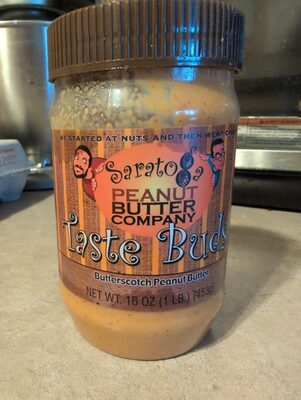 WE STARTED AT NUTS AND THEN WENT
Saratoga
PEANUT
BUTTER
COMPANY
Taste Buds
Butterscotch Peanut Butter
NET WT. 16 OZ (1 LB.) (453g)